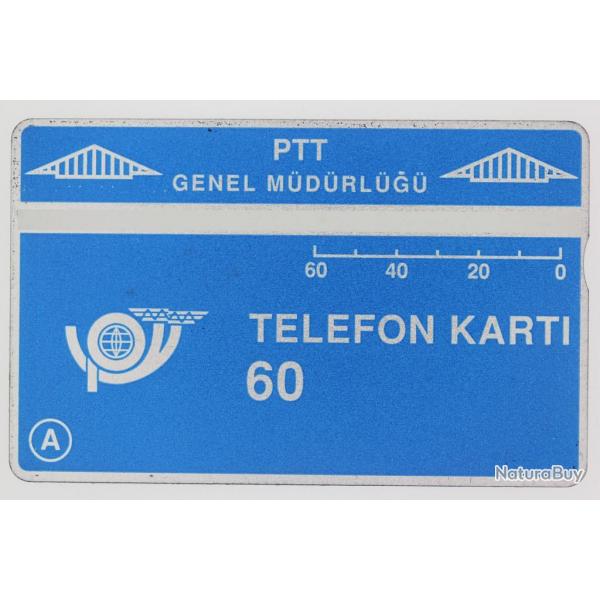 PTT
GENEL MÜDÜRLÜĞÜ
60 40 20 0
TELEFON KARTI
60
A
NaturaBuy